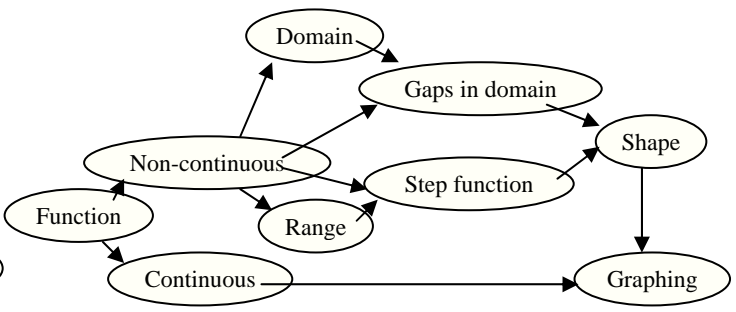 Domain
Gaps in domain
Shape
Non-continuous
Step function
Function
Range
Continuous
Graphing